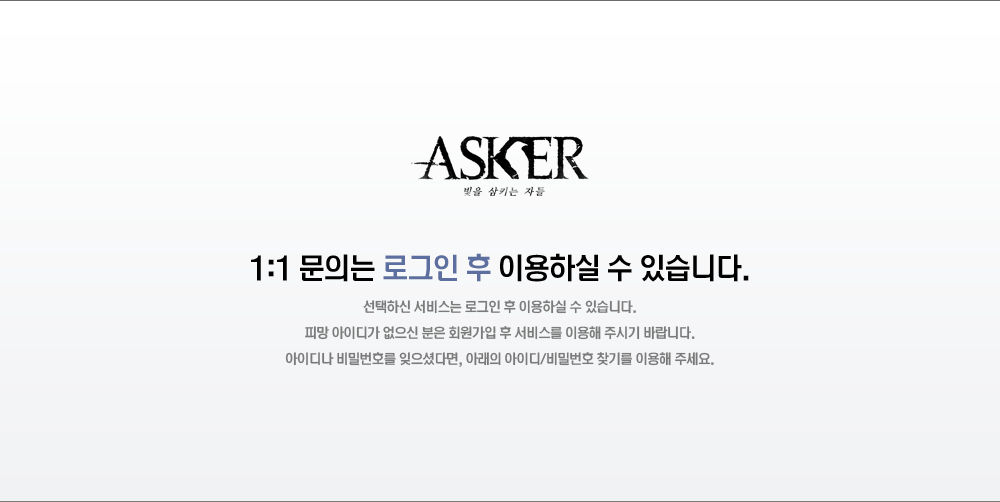 ASKER
빛을 삼키는 자들
1:1 문의는 로그인 후 이용하실 수 있습니다.
선택하신 서비스는 로그인 후 이용하실 수 있습니다.
피망 아이디가 없으신 분은 회원가입 후 서비스를 이용해 주시기 바랍니다.
아이디나 비밀번호를 잊으셨다면, 아래의 아이디/비밀번호 찾기를 이용해 주세요.